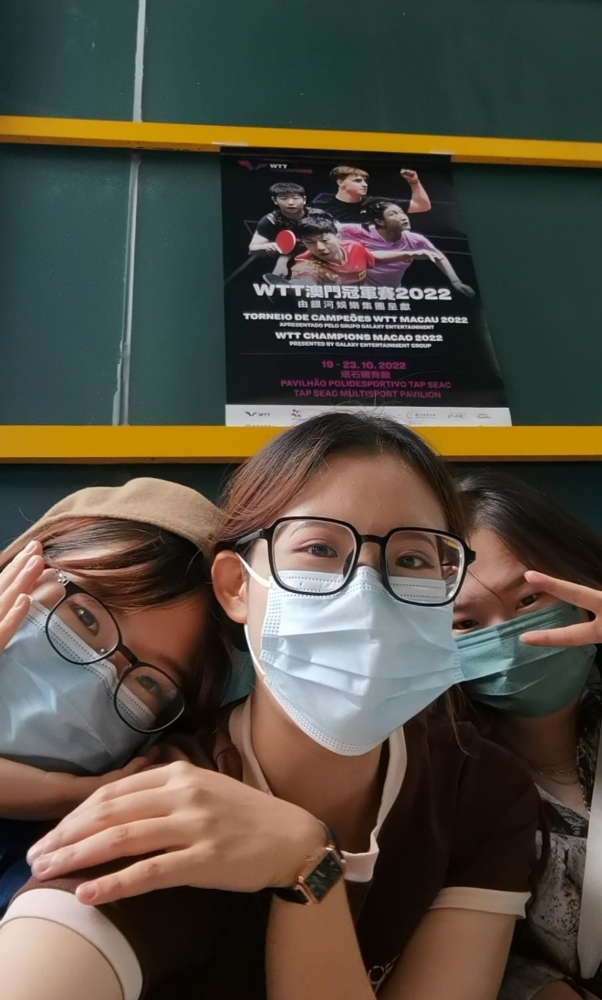 WTT
CHAMPIONS
WTT澳門冠軍賽2022
由銀河娛樂集團呈獻
TORNEIO DE CAMPEÕES WTT MACAU 2022
APRESENTADO PELO GRUPO GALAXY ENTERTAINMENT
WTT CHAMPIONS MACAO 2022
PRESENTED BY GALAXY ENTERTAINMENT GROUP
19 - 23.10.2022
塔石體育館
PAVILHÃO POLIDESPORTIVO TAP SEAC
TAP SEAC MULTISPORT PAVILION
WTT